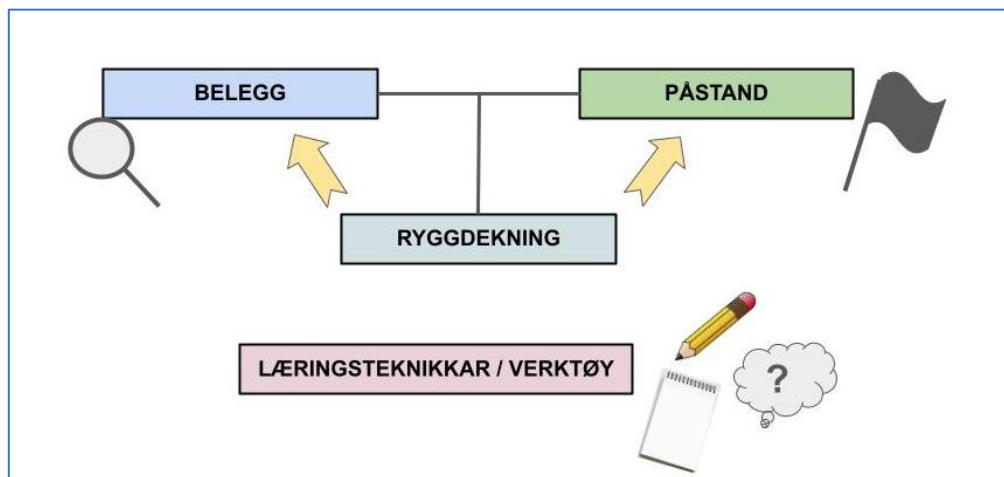 BELEGG
PÅSTAND
RYGGDEKNING
LÆRINGSTEKNIKKAR / VERKTØY
?